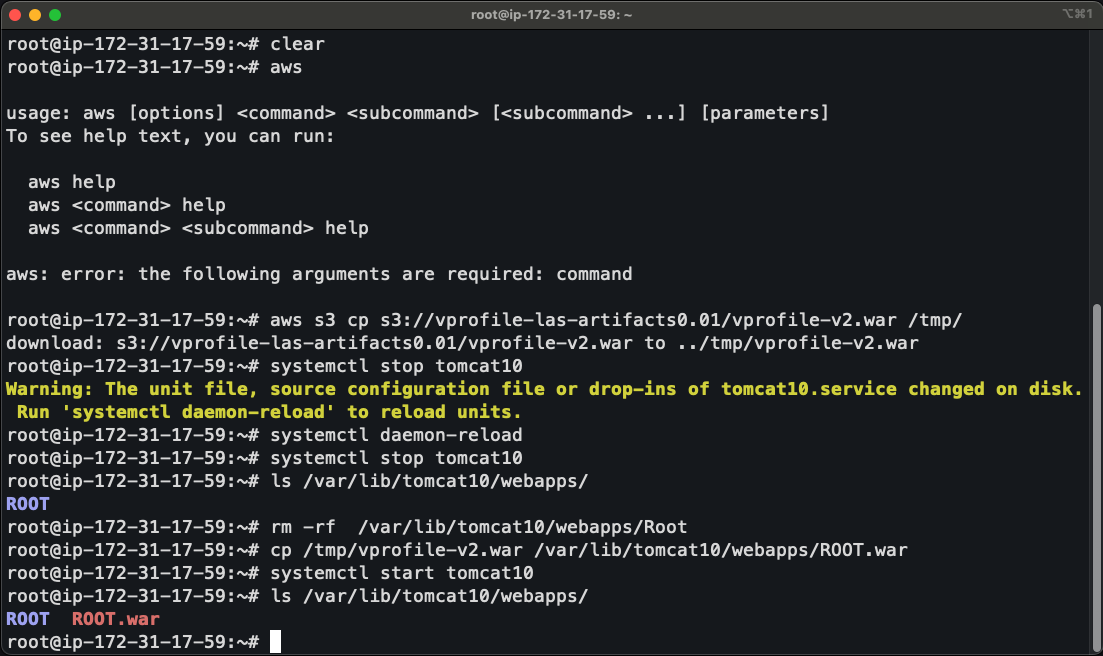 root@ip-172-31-17-59: ~
⌥⌘1
root@ip-172-31-17-59:~# clear
root@ip-172-31-17-59:~# aws
usage: aws [options] <command> <subcommand> [<subcommand> ...] [parameters]
To see help text, you can run:
  aws help
  aws <command> help
  aws <command> <subcommand> help
aws: error: the following arguments are required: command
root@ip-172-31-17-59:~# aws s3 cp s3://vprofile-las-artifacts0.01/vprofile-v2.war /tmp/
download: s3://vprofile-las-artifacts0.01/vprofile-v2.war to ../tmp/vprofile-v2.war
root@ip-172-31-17-59:~# systemctl stop tomcat10
Warning: The unit file, source configuration file or drop-ins of tomcat10.service changed on disk.
 Run 'systemctl daemon-reload' to reload units.
root@ip-172-31-17-59:~# systemctl daemon-reload
root@ip-172-31-17-59:~# systemctl stop tomcat10
root@ip-172-31-17-59:~# ls /var/lib/tomcat10/webapps/
ROOT
root@ip-172-31-17-59:~# rm -rf  /var/lib/tomcat10/webapps/Root
root@ip-172-31-17-59:~# cp /tmp/vprofile-v2.war /var/lib/tomcat10/webapps/ROOT.war
root@ip-172-31-17-59:~# systemctl start tomcat10
root@ip-172-31-17-59:~# ls /var/lib/tomcat10/webapps/
ROOT  ROOT.war
root@ip-172-31-17-59:~#